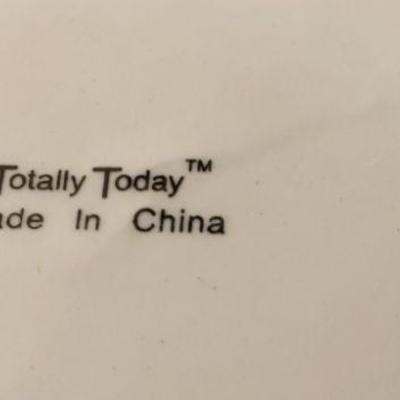 Totally Today™
ade In China